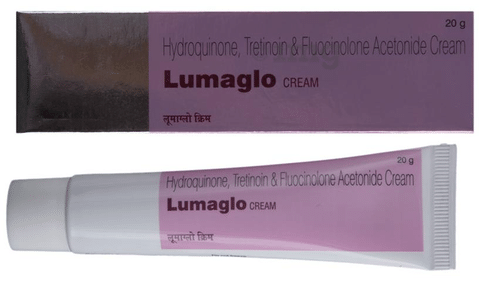 20 g
Hydroquinone, Tretinoin & Fluocinolone Acetonide Cream
Lumaglo CREAM
लूमाग्लो क्रिम
20 g
Hydroquinone, Tretinoin & Fluocinolone Acetonide Cream
Lumaglo CREAM
लूमाग्लो क्रिम